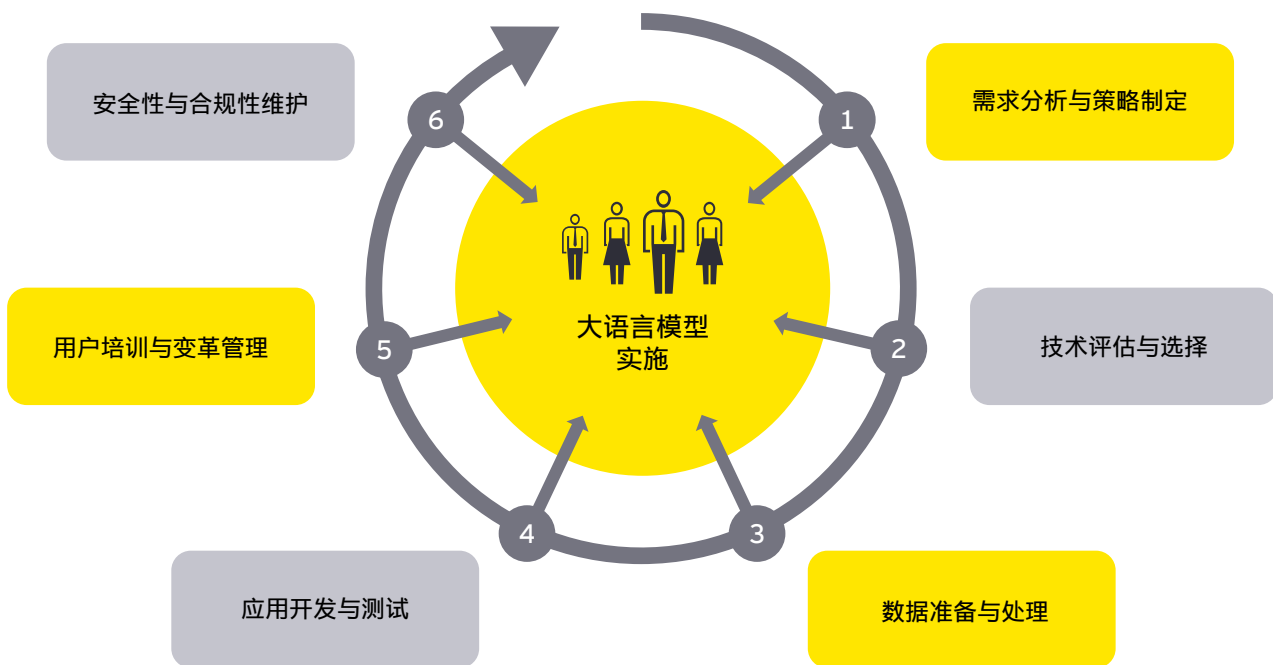 1
需求分析与策略制定
2
技术评估与选择
3
数据准备与处理
4
应用开发与测试
5
用户培训与变革管理
6
安全性与合规性维护
大语言模型
实施